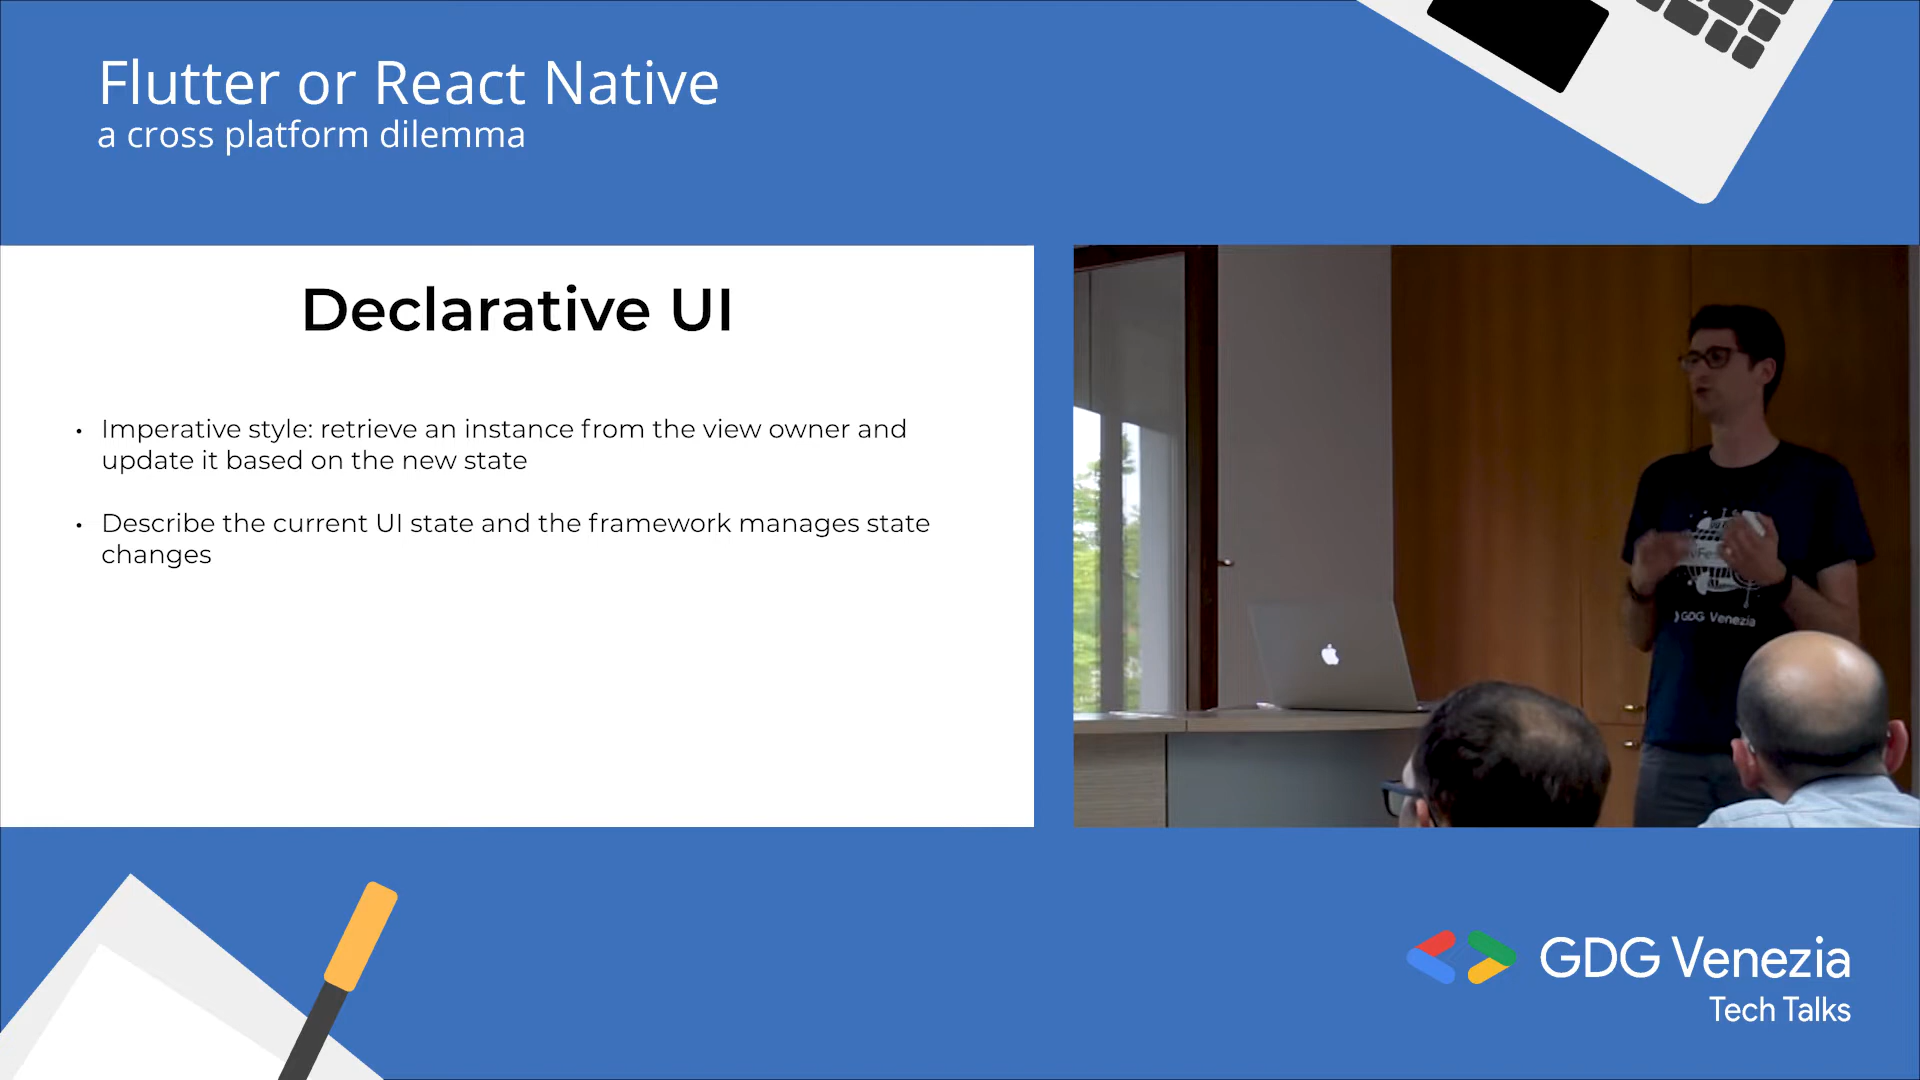 Flutter or React Native
a cross platform dilemma
Declarative UI
• Imperative style: retrieve an instance from the view owner and
update it based on the new state
• Describe the current UI state and the framework manages state
changes
GDG Venezia
GDG Venezia
Tech Talks